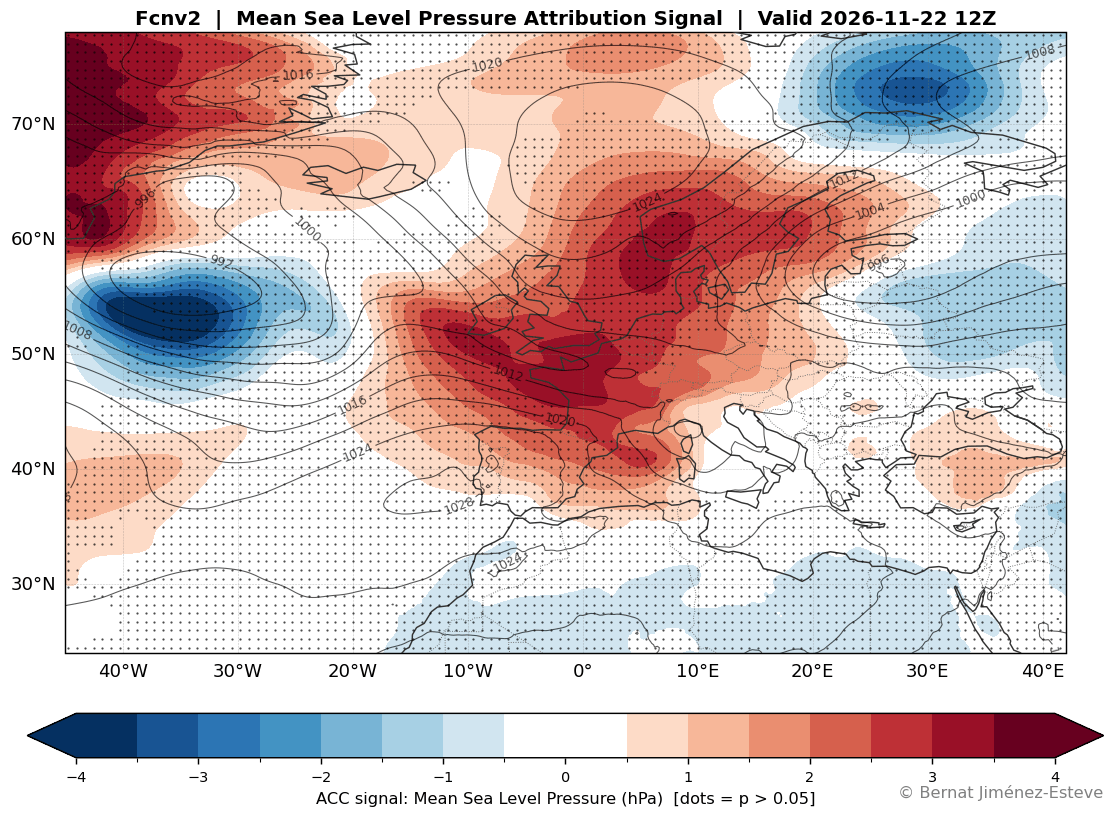 Fcnv2 | Mean Sea Level Pressure Attribution Signal | Valid 2026-11-22 12Z
1008
1020
1016
70°N
1012
1024
996
1000
1004
1000
60°N
992
996
1008
50°N
1012
1016
1020
1024
40°N
1028
1024
30°N
40°W 30°W 20°W 10°W 0° 10°E 20°E 30°E 40°E
−4 −3 −2 −1 0 1 2 3 4
ACC signal: Mean Sea Level Pressure (hPa) [dots = p > 0.05]
© Bernat Jiménez-Esteve